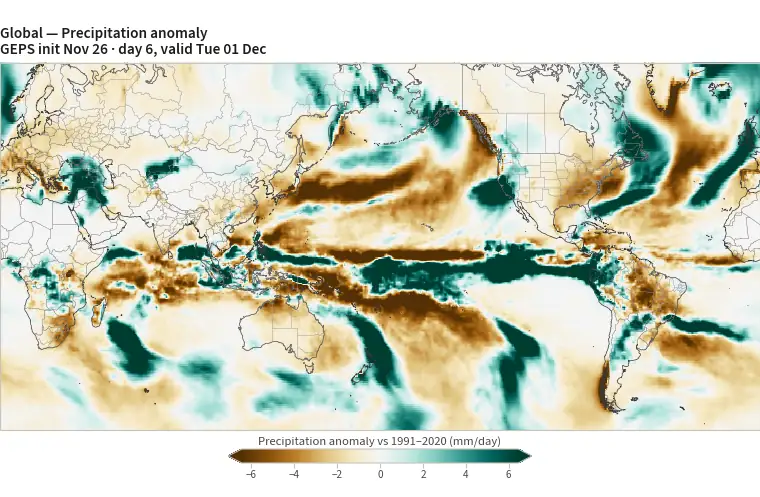 Global — Precipitation anomaly
GEPS init Nov 26 · day 6, valid Tue 01 Dec
Precipitation anomaly vs 1991–2020 (mm/day)
−6 −4 −2 0 2 4 6